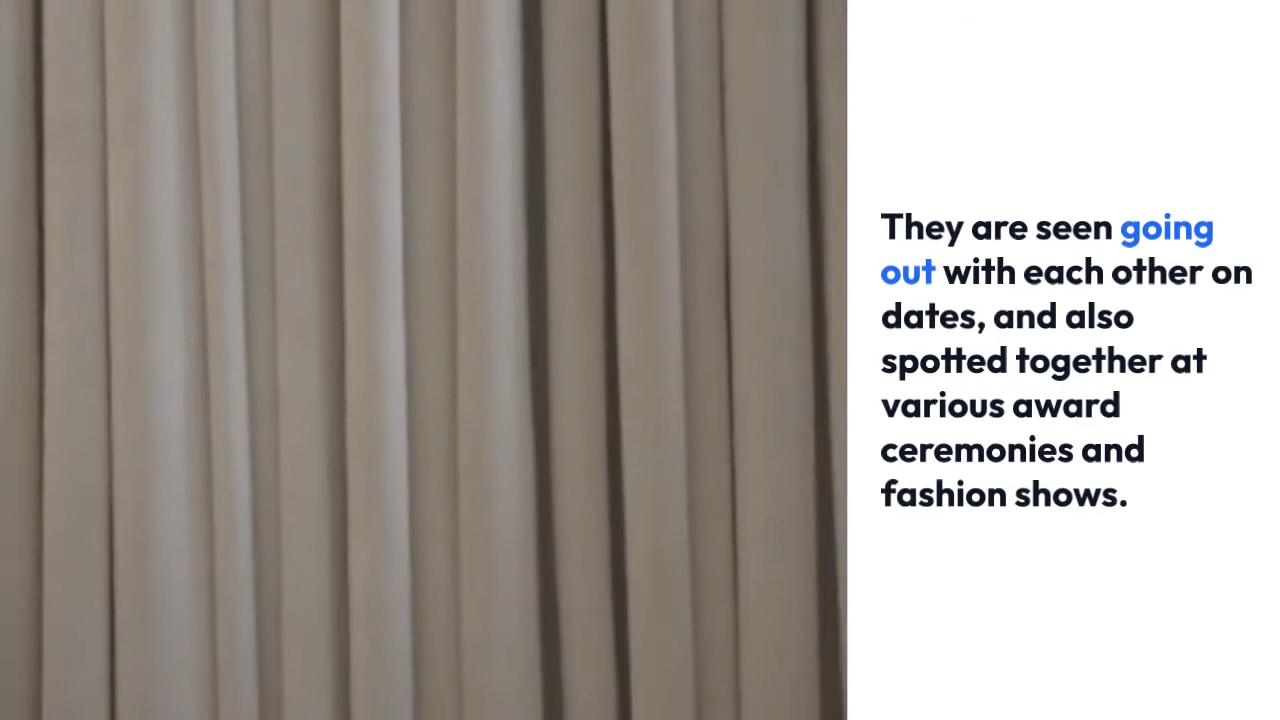 They are seen going
out with each other on
dates, and also
spotted together at
various award
ceremonies and
fashion shows.